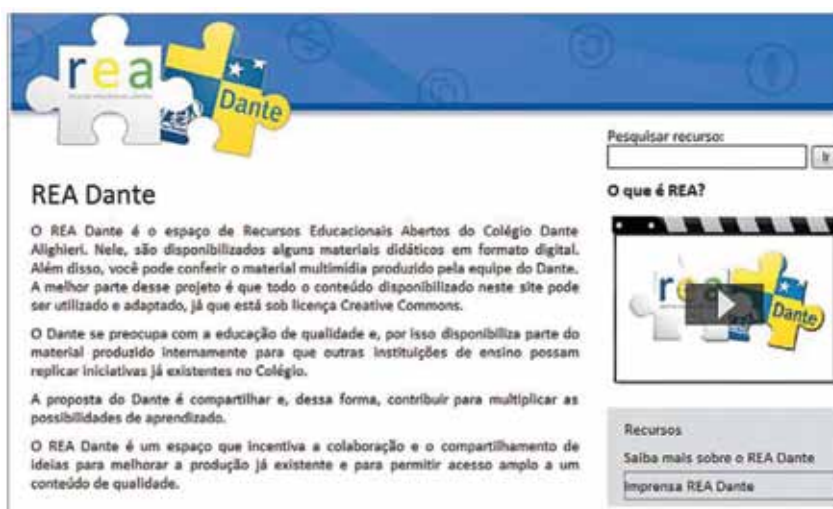 rea
Dante
Pesquisar recurso:
Ir
REA Dante
O que é REA?
O REA Dante é o espaço de Recursos Educacionais Abertos do Colégio Dante
Alighieri. Nele, são disponibilizados alguns materiais didáticos em formato digital.
Além disso, você pode conferir o material multimídia produzido pela equipe do Dante.
A melhor parte desse projeto é que todo o conteúdo disponibilizado neste site pode
ser utilizado e adaptado, já que está sob licença Creative Commons.
O Dante se preocupa com a educação de qualidade e, por isso disponibiliza parte do
material produzido internamente para que outras instituições de ensino possam
replicar iniciativas já existentes no Colégio.
A proposta do Dante é compartilhar e, dessa forma, contribuir para multiplicar as
possibilidades de aprendizado.
O REA Dante é um espaço que incentiva a colaboração e o compartilhamento de
ideias para melhorar a produção já existente e para permitir acesso amplo a um
conteúdo de qualidade.
rea
Dante
Recursos
Saiba mais sobre o REA Dante
Imprensa REA Dante